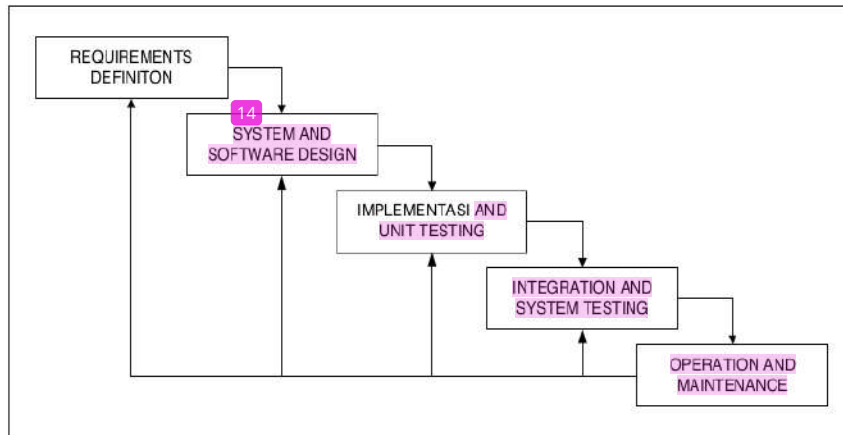 REQUIREMENTS
DEFINITON
14
SYSTEM AND
SOFTWARE DESIGN
IMPLEMENTASI AND
UNIT TESTING
INTEGRATION AND
SYSTEM TESTING
OPERATION AND
MAINTENANCE